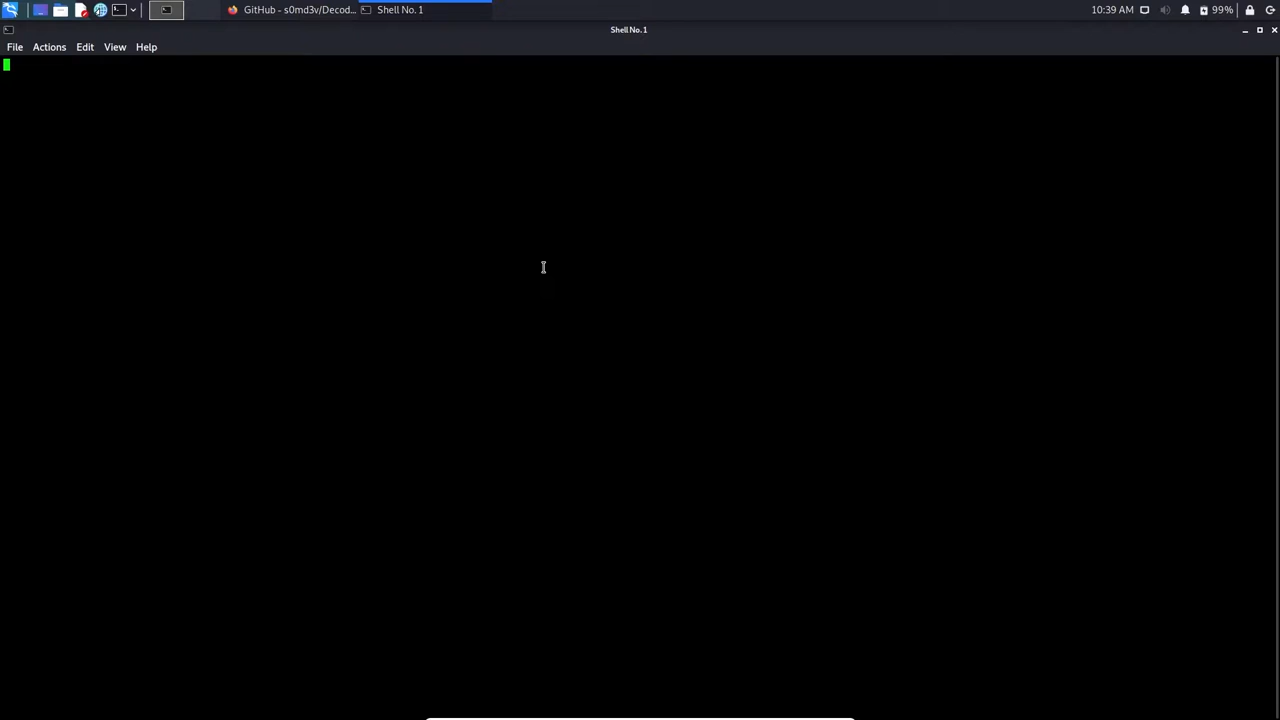 GitHub - s0md3v/Decod...
Shell No. 1
10:39 AM
99%
Shell No. 1
File Actions Edit View Help